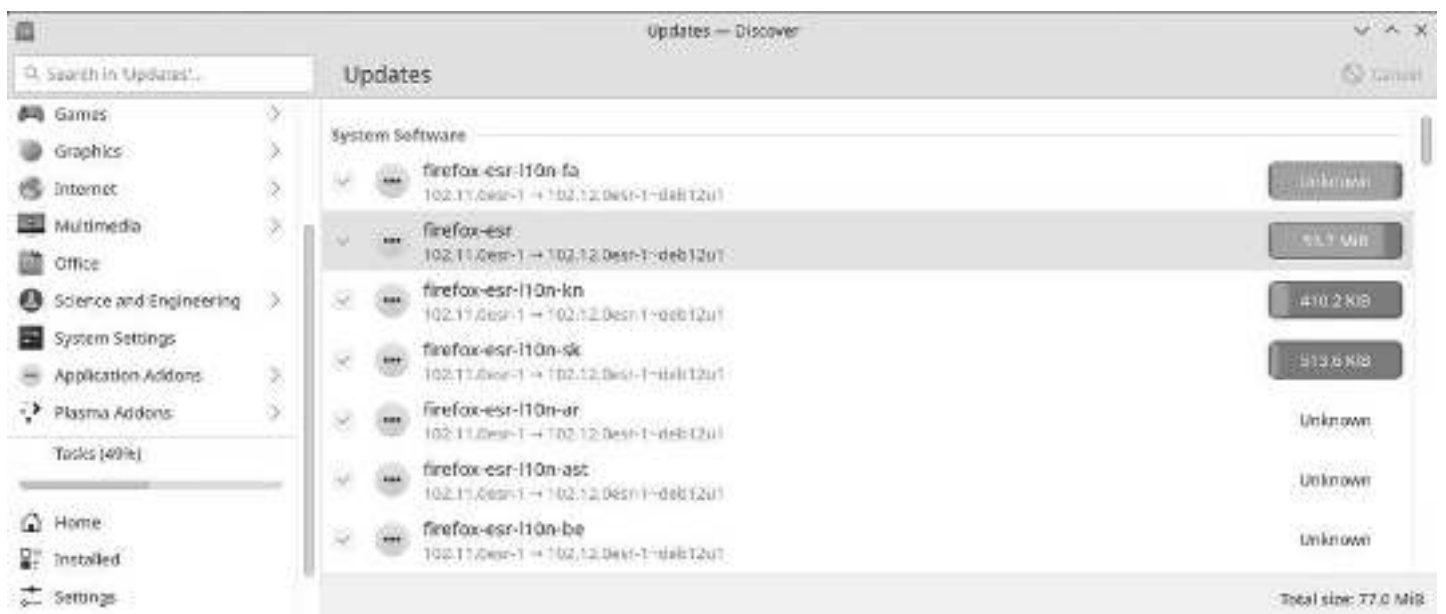 Updates — Discover
Search in 'Updates'...
Updates
Cancel
Games
Graphics
Internet
Multimedia
Office
Science and Engineering
System Settings
Application Addons
Plasma Addons
Tasks (49%)
Home
Installed
Settings
System Software
firefox-esr-l10n-fa
102.11.0esr-1 → 102.12.0esr-1~deb12u1
Unknown
firefox-esr
102.11.0esr-1 → 102.12.0esr-1~deb12u1
MiB
firefox-esr-l10n-kn
102.11.0esr-1 → 102.12.0esr-1~deb12u1
410.2 KiB
firefox-esr-l10n-sk
102.11.0esr-1 → 102.12.0esr-1~deb12u1
513.6 KiB
firefox-esr-l10n-ar
102.11.0esr-1 → 102.12.0esr-1~deb12u1
Unknown
firefox-esr-l10n-ast
102.11.0esr-1 → 102.12.0esr-1~deb12u1
Unknown
firefox-esr-l10n-be
102.11.0esr-1 → 102.12.0esr-1~deb12u1
Unknown
Total size: 77.0 MiB